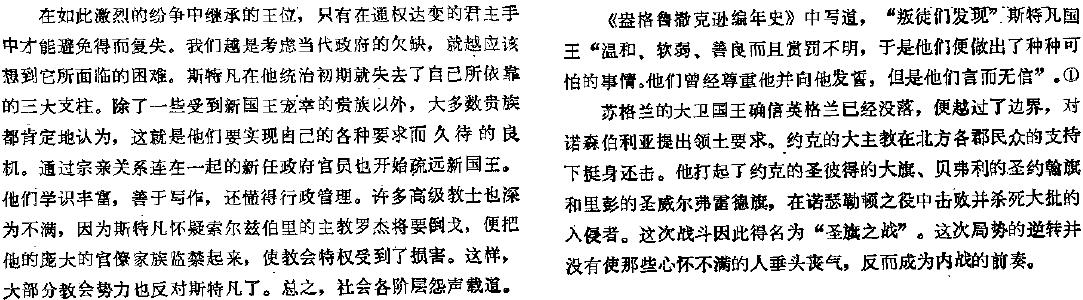 在如此激烈的纷争中继承的王位，只有在通权达变的君主手
中才能避免得而复失。我们越是考虑当代政府的欠缺，就越应该
想到它所面临的困难。斯特凡在他统治初期就失去了自己所依靠
的三大支柱。除了一些受到新国王宠幸的贵族以外，大多数贵族
都肯定地认为，这就是他们要实现自己的各种要求而久待的良
机。通过宗亲关系连在一起的新任政府官员也开始疏远新国王。
他们学识丰富，善于写作，还懂得行政管理。许多高级教士也深
为不满，因为斯特凡怀疑索尔兹伯里的主教罗杰将要倒戈，便把
他的庞大的官僚家族监禁起来，使教会特权受到了损害。这样，
大部分教会势力也反对斯特凡了。总之，社会各阶层怨声载道。
《盎格鲁撒克逊编年史》中写道，“叛徒们发现”斯特凡国
王“温和、软弱、善良而且赏罚不明，于是他们便做出了种种可
怕的事情。他们曾经尊重他并向他发誓，但是他们言而无信”。①
苏格兰的大卫国王确信英格兰已经没落，便越过了边界，对
诺森伯利亚提出领土要求。约克的大主教在北方各郡民众的支持
下挺身还击。他打起了约克的圣彼得的大旗、贝弗利的圣约翰旗
和里彭的圣威尔弗雷德旗，在诺瑟勒顿之役中击败并杀死大批的
入侵者。这次战斗因此得名为“圣旗之战”。这次局势的逆转并
没有使那些心怀不满的人垂头丧气，反而成为内战的前奏。